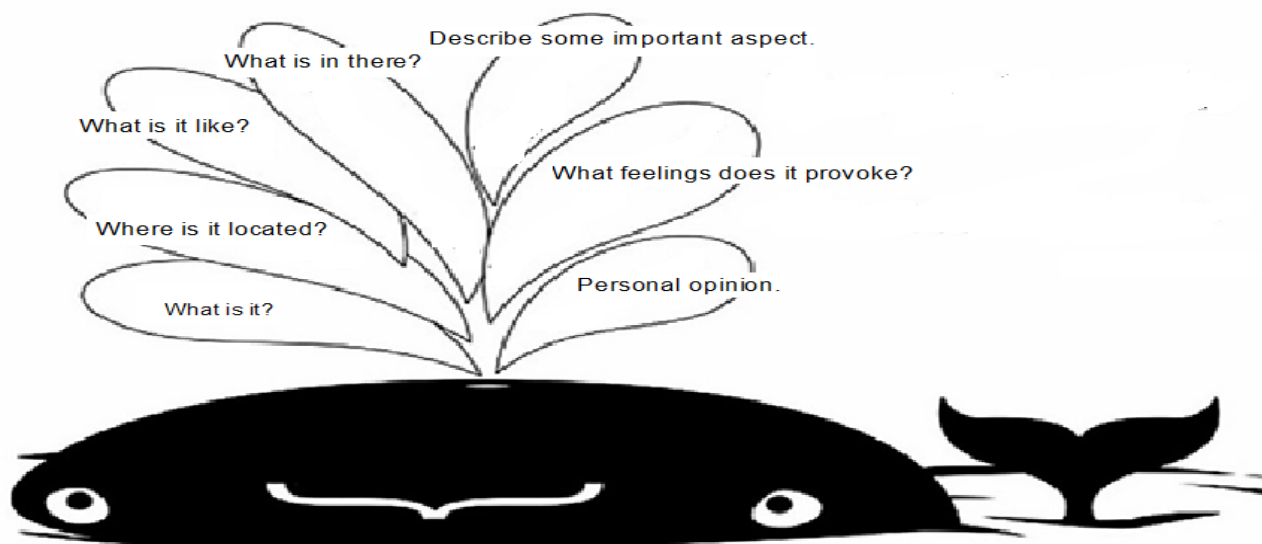 Describe some important aspect.
What is in there?
What is it like?
What feelings does it provoke?
Where is it located?
Personal opinion.
What is it?